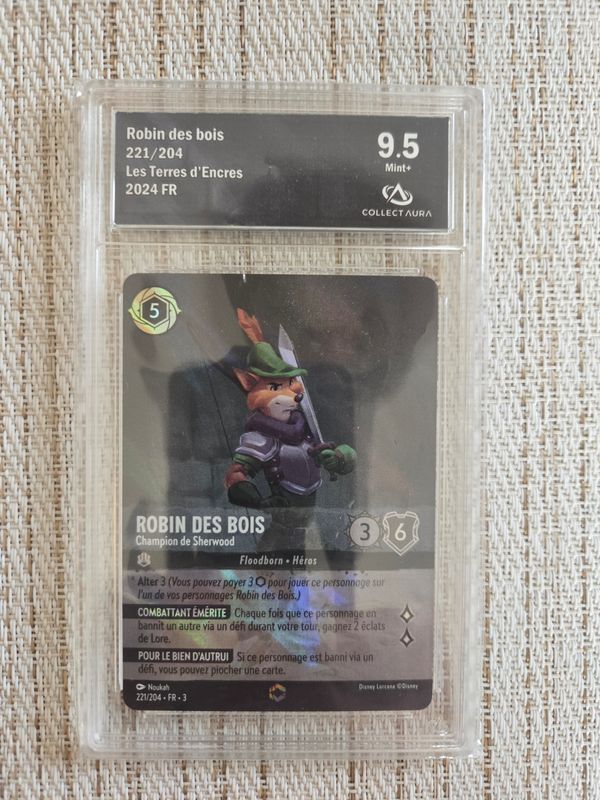 Robin des bois
221/204
Les Terres d'Encres
2024 FR
9.5
Mint+
COLLECT AURA
5
ROBIN DES BOIS
Champion de Sherwood
3
6
Floodborn • Héros
Alter 3 (Vous pouvez payer 3 pour jouer ce personnage sur
l'un de vos personnages Robin des Bois.)
COMBATTANT ÉMÉRITE Chaque fois que ce personnage en
bannit un autre via un défi durant votre tour, gagnez 2 éclats
de Lore.
POUR LE BIEN D'AUTRUI Si ce personnage est banni via un
défi, vous pouvez piocher une carte.
Noukah
221/204 • FR • 3
Disney Lorcana ©Disney